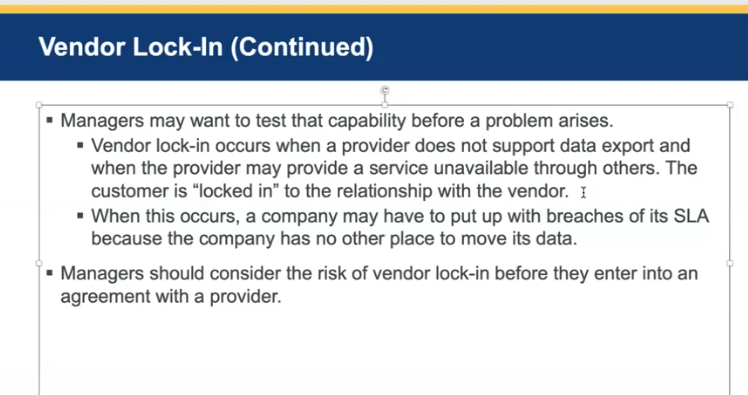 Vendor Lock-In (Continued)
▪ Managers may want to test that capability before a problem arises.
▪ Vendor lock-in occurs when a provider does not support data export and
when the provider may provide a service unavailable through others. The
customer is “locked in” to the relationship with the vendor.
▪ When this occurs, a company may have to put up with breaches of its SLA
because the company has no other place to move its data.
▪ Managers should consider the risk of vendor lock-in before they enter into an
agreement with a provider.